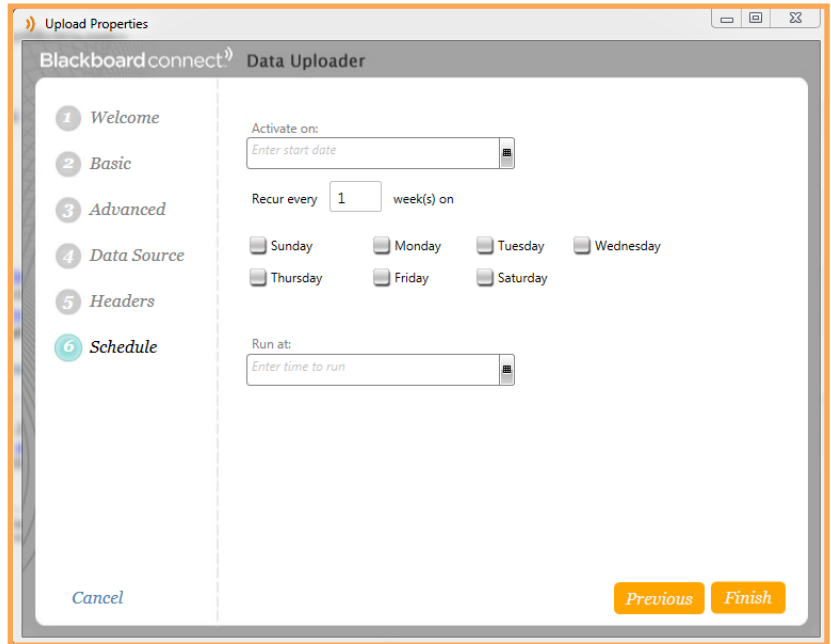 Upload Properties
Blackboard connect Data Uploader
1 Welcome
2 Basic
3 Advanced
4 Data Source
5 Headers
6 Schedule
Activate on:
Enter start date
Recur every 1 week(s) on
Sunday Monday Tuesday Wednesday
Thursday Friday Saturday
Run at:
Enter time to run
Cancel Previous Finish